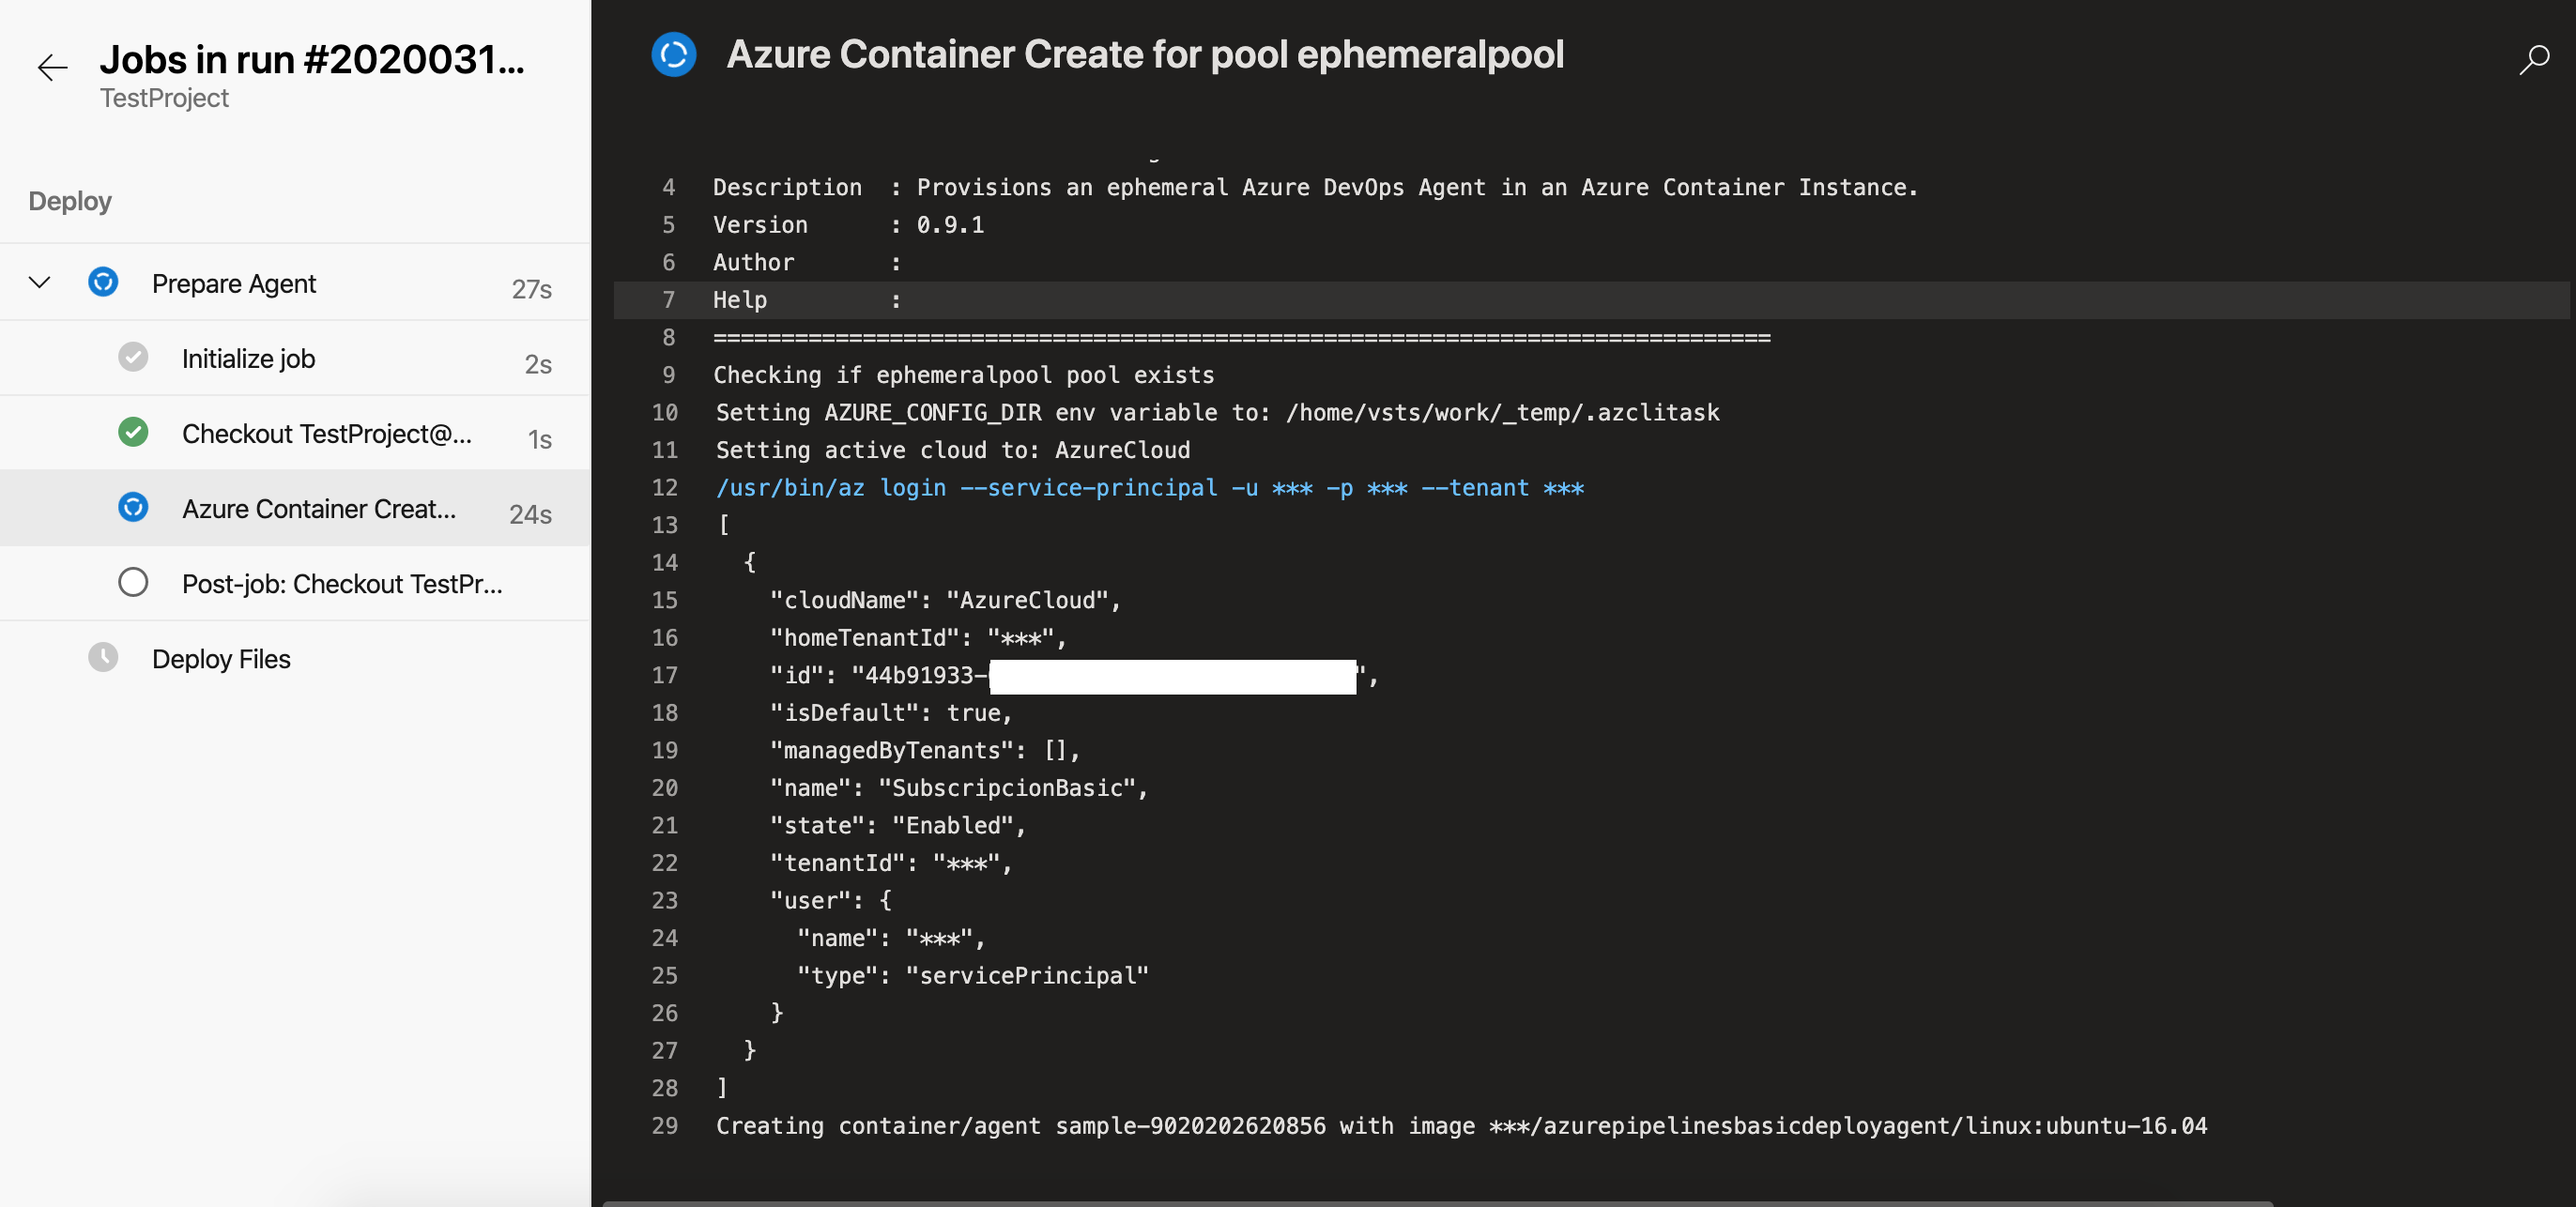 Jobs in run #2020031...
TestProject
Deploy
Prepare Agent 27s
Initialize job 2s
Checkout TestProject@... 1s
Azure Container Creat... 24s
Post-job: Checkout TestPr...
Deploy Files
Azure Container Create for pool ephemeralpool
4 Description : Provisions an ephemeral Azure DevOps Agent in an Azure Container Instance.
5 Version : 0.9.1
6 Author :
7 Help :
8 ==============================================================================
9 Checking if ephemeralpool pool exists
10 Setting AZURE_CONFIG_DIR env variable to: /home/vsts/work/_temp/.azclitask
11 Setting active cloud to: AzureCloud
12 /usr/bin/az login --service-principal -u *** -p *** --tenant ***
13 [
14 {
15 "cloudName": "AzureCloud",
16 "homeTenantId": "***",
17 "id": "44b91933- ",
18 "isDefault": true,
19 "managedByTenants": [],
20 "name": "SubscripcionBasic",
21 "state": "Enabled",
22 "tenantId": "***",
23 "user": {
24 "name": "***",
25 "type": "servicePrincipal"
26 }
27 }
28 ]
29 Creating container/agent sample-9020202620856 with image ***/azurepipelinesbasicdeployagent/linux:ubuntu-16.04